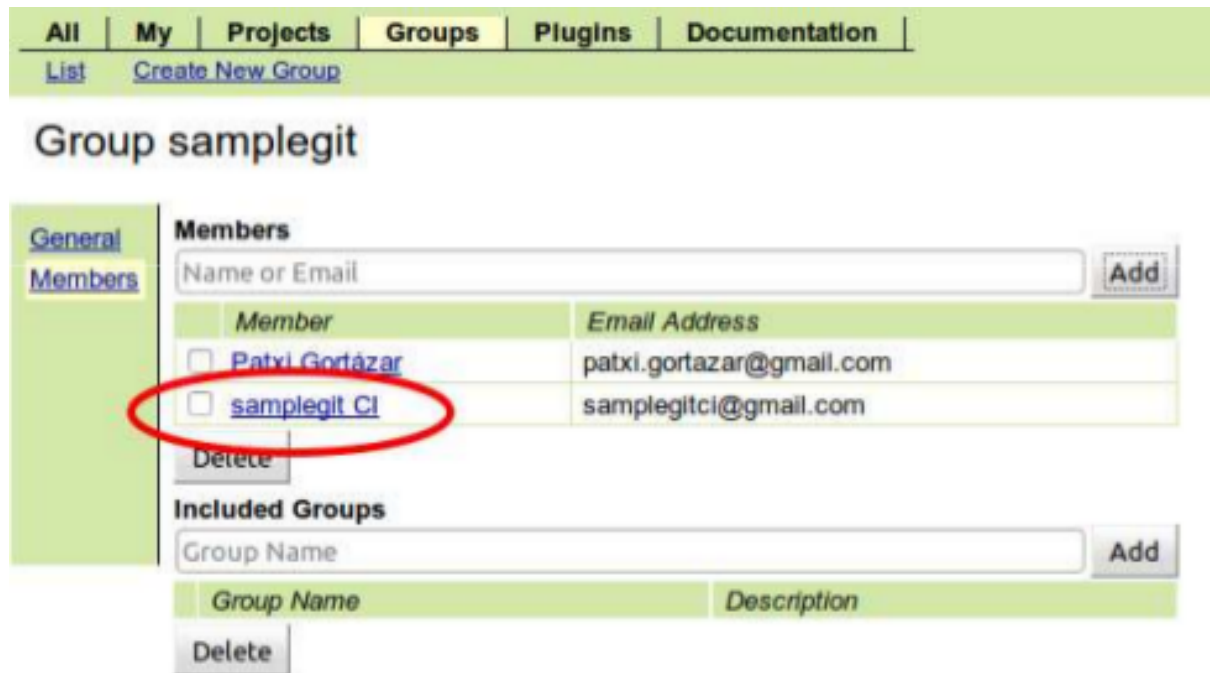 All My Projects Groups Plugins Documentation
List Create New Group
Group samplegit
General
Members
Members
Name or Email Add
Member Email Address
Patxi Gortázar patxi.gortazar@gmail.com
samplegit CI samplegitci@gmail.com
Delete
Included Groups
Group Name Add
Group Name Description
Delete